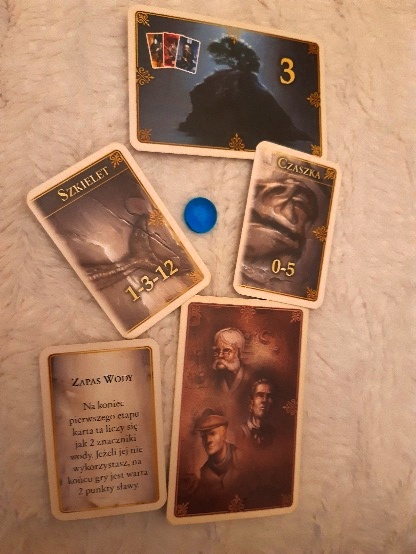 3
SZKIELET
1-3-12
CZASZKA
0-5
ZAPAS WODY
Na koniec
pierwszego etapu
karta ta liczy się
jak 2 znaczniki
wody. Jeżeli jej nie
wykorzystasz, na
końcu gry jest warta
2 punkty sławy.